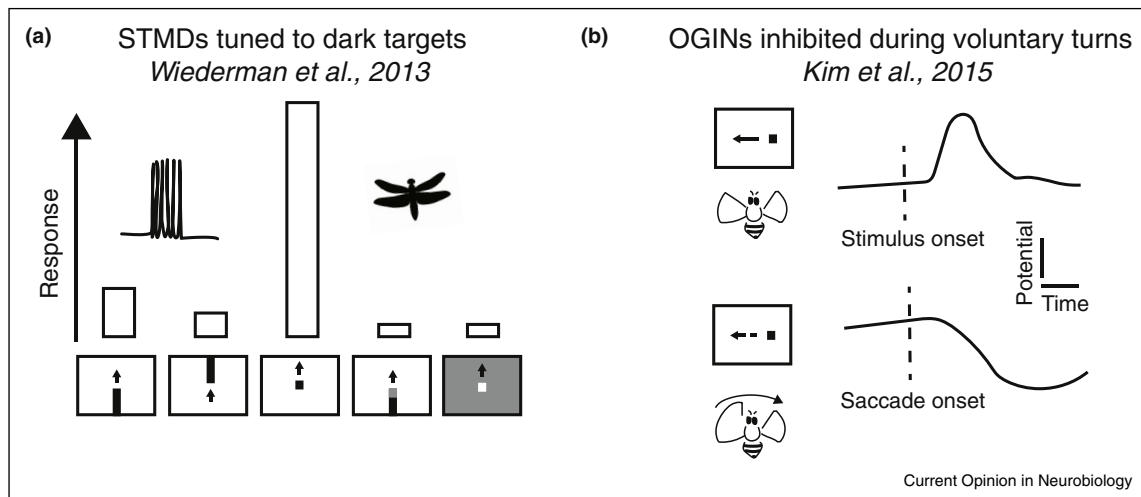 (a)
STMDs tuned to dark targets
Wiederman et al., 2013
Response
(b)
OGINs inhibited during voluntary turns
Kim et al., 2015
Stimulus onset
Potential
Time
Saccade onset
Current Opinion in Neurobiology